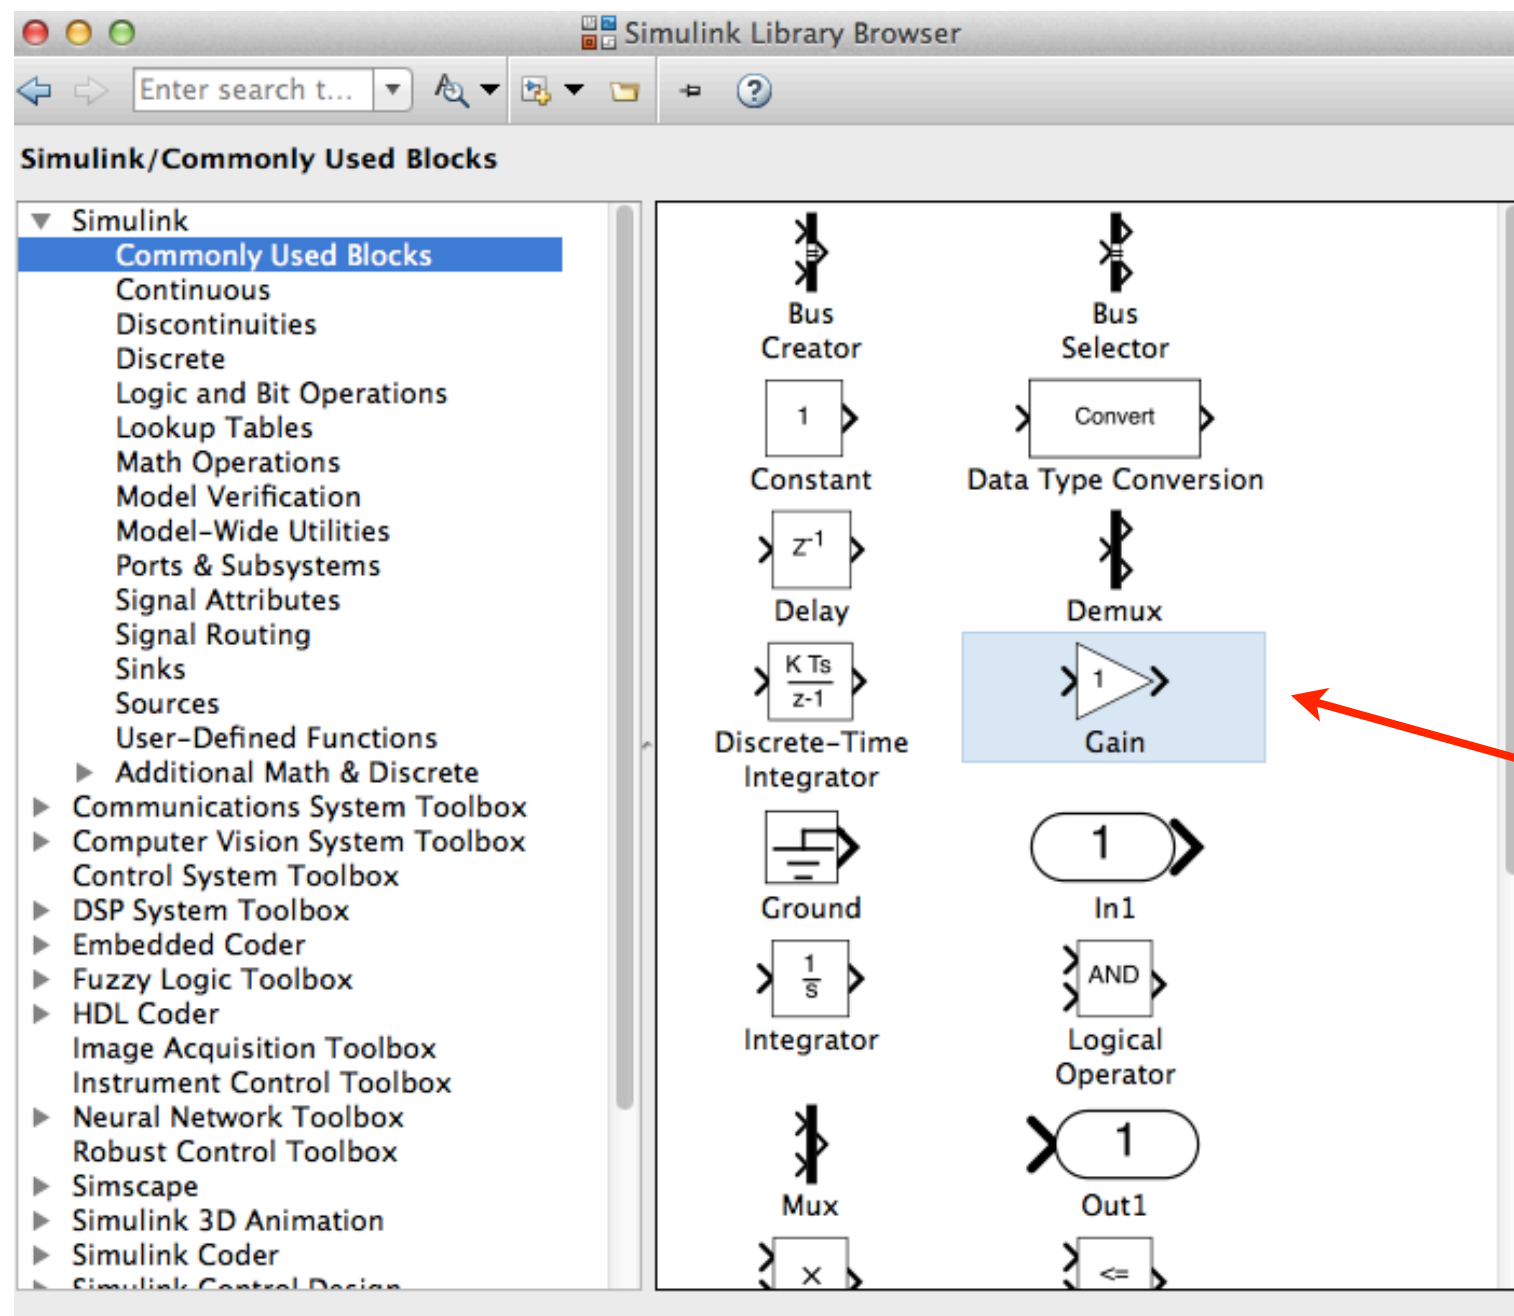 Simulink Library Browser
Enter search t...
Simulink/Commonly Used Blocks
Simulink
Commonly Used Blocks
Continuous
Discontinuities
Discrete
Logic and Bit Operations
Lookup Tables
Math Operations
Model Verification
Model-Wide Utilities
Ports & Subsystems
Signal Attributes
Signal Routing
Sinks
Sources
User-Defined Functions
Additional Math & Discrete
Communications System Toolbox
Computer Vision System Toolbox
Control System Toolbox
DSP System Toolbox
Embedded Coder
Fuzzy Logic Toolbox
HDL Coder
Image Acquisition Toolbox
Instrument Control Toolbox
Neural Network Toolbox
Robust Control Toolbox
Simscape
Simulink 3D Animation
Simulink Coder
Simulink Control Design
Bus
Creator
Bus
Selector
1
Constant
Convert
Data Type Conversion
Z⁻¹
Delay
Demux
K Ts
z-1
Discrete-Time
Integrator
1
Gain
Ground
1
In1
1
s
Integrator
AND
Logical
Operator
Mux
1
Out1
×
<=